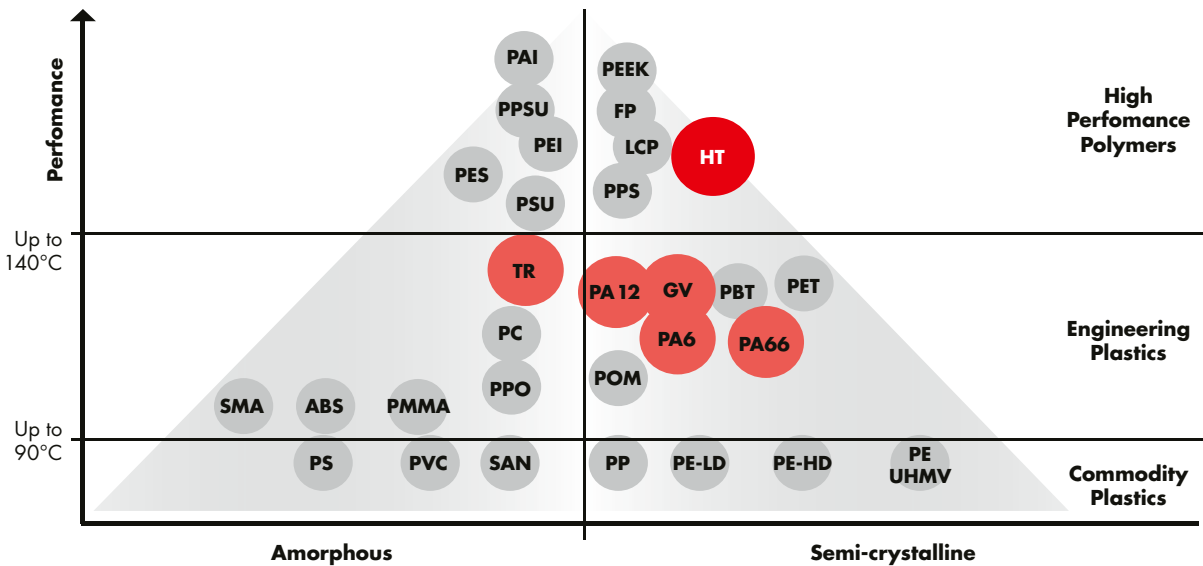 Perfomance
PAI
PPSU
PEI
PES
PSU
PEEK
FP
LCP
HT
PPS
High
Perfomance
Polymers
Up to
140°C
TR
PC
PPO
SMA
ABS
PMMA
PA 12
GV
PBT
PET
PA6
PA66
POM
Engineering
Plastics
Up to
90°C
PS
PVC
SAN
PP
PE-LD
PE-HD
PE
UHMV
Commodity
Plastics
Amorphous
Semi-crystalline